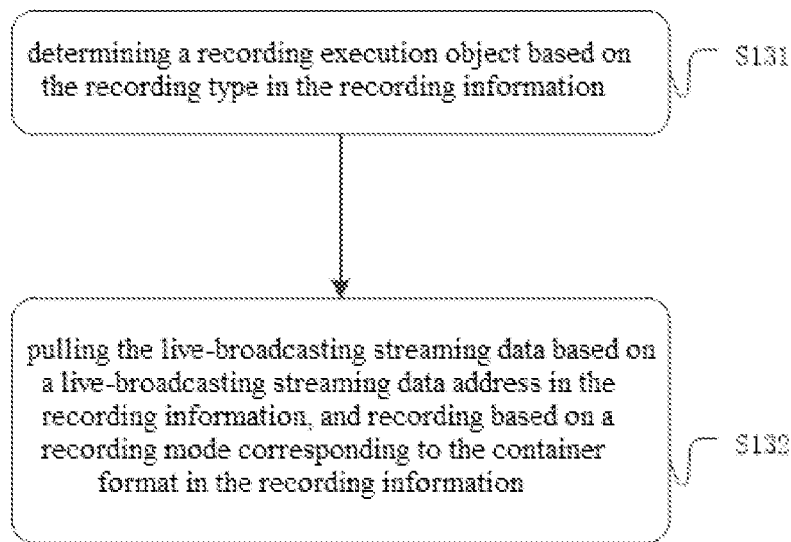 determining a recording execution object based on
the recording type in the recording information
S131
pulling the live-broadcasting streaming data based on
a live-broadcasting streaming data address in the
recording information, and recording based on a
recording mode corresponding to the container
format in the recording information
S132